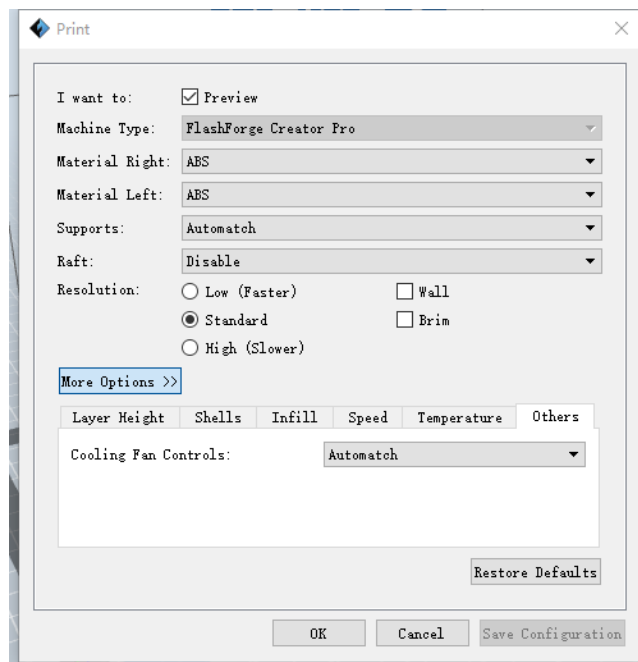 Print
I want to: Preview
Machine Type: FlashForge Creator Pro
Material Right: ABS
Material Left: ABS
Supports: Automatch
Raft: Disable
Resolution: Low (Faster) Wall
Standard Brim
High (Slower)
More Options >>
Layer Height Shells Infill Speed Temperature Others
Cooling Fan Controls: Automatch
Restore Defaults
OK Cancel Save Configuration